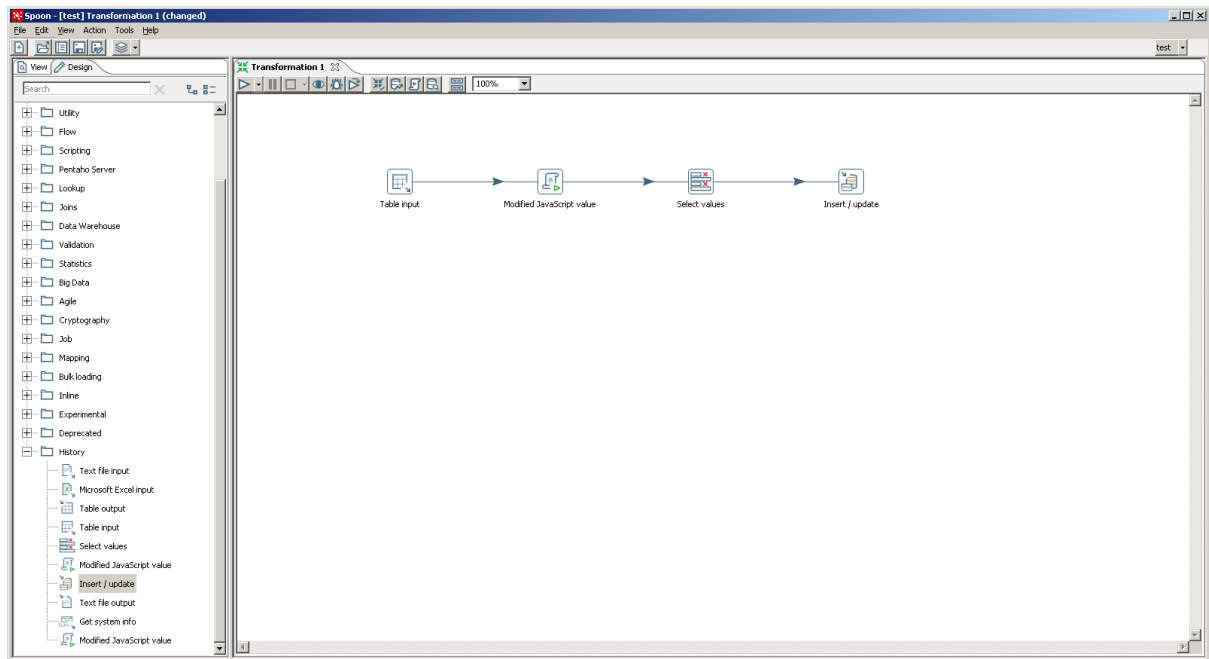 Spoon - [test] Transformation 1 (changed)
File Edit View Action Tools Help
test
View Design
Transformation 1
Search
100%
Utility
Flow
Scripting
Pentaho Server
Lookup
Joins
Data Warehouse
Validation
Statistics
Big Data
Agile
Cryptography
Job
Mapping
Bulk loading
Inline
Experimental
Deprecated
History
Text file input
Microsoft Excel input
Table output
Table input
Select values
Modified JavaScript value
Insert / update
Text file output
Get system info
Modified JavaScript value
Table input
Modified JavaScript value
Select values
Insert / update